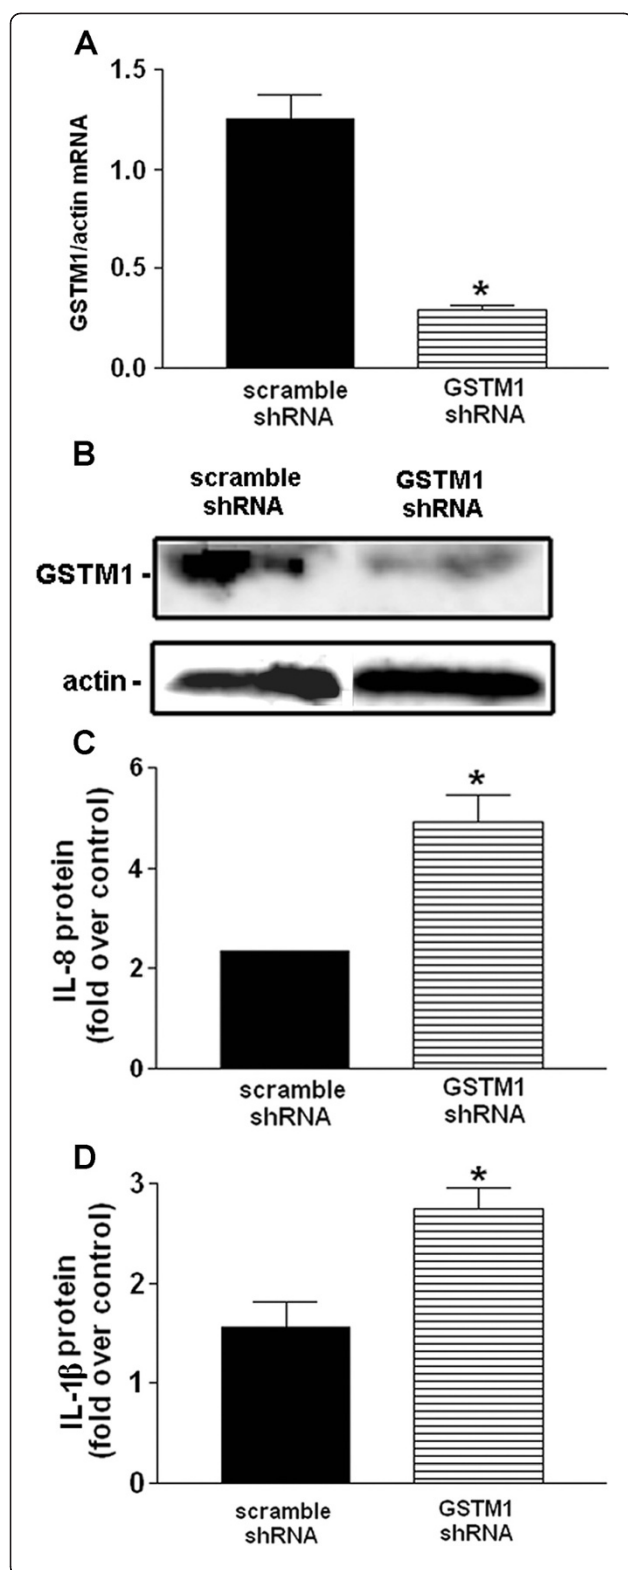 A
GSTM1/actin mRNA
1.5
1.0
0.5
0.0
*
scramble
shRNA
GSTM1
shRNA
B
scramble
shRNA
GSTM1
shRNA
GSTM1 -
actin -
C
IL-8 protein
(fold over control)
6
4
2
0
*
scramble
shRNA
GSTM1
shRNA
D
IL-1β protein
(fold over control)
3
2
1
0
*
scramble
shRNA
GSTM1
shRNA